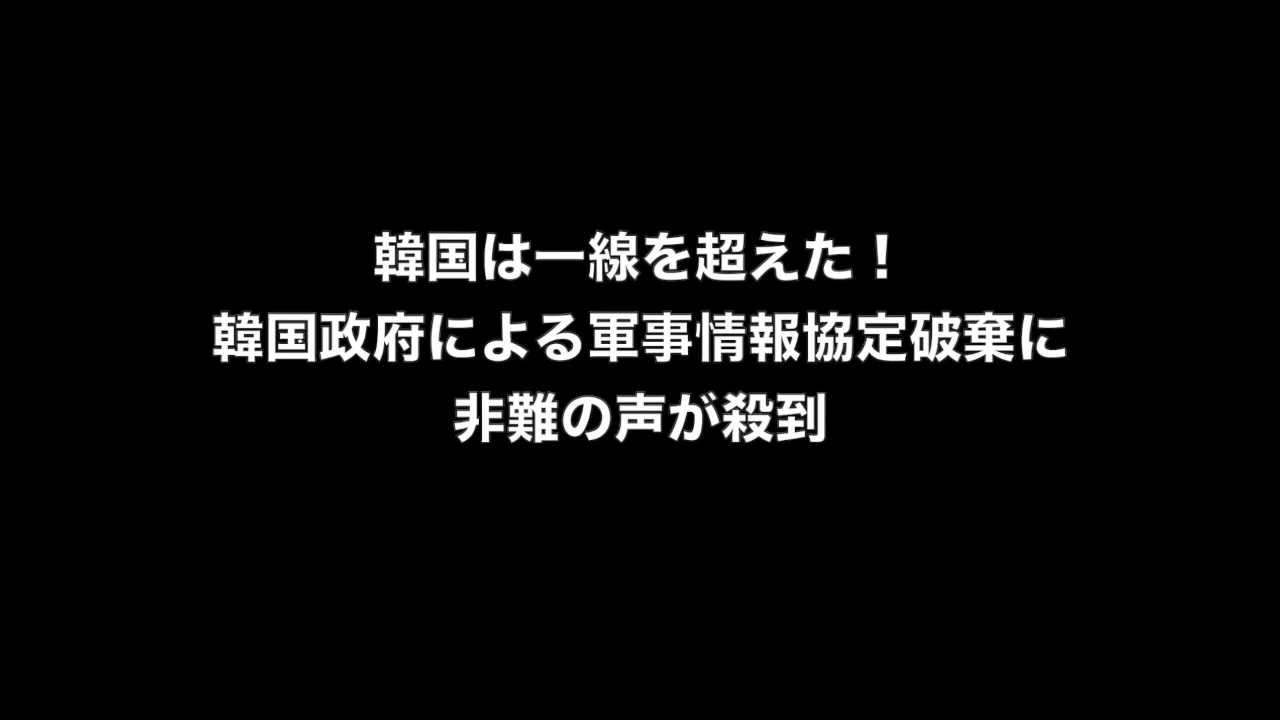 韓国は一線を超えた！
韓国政府による軍事情報協定破棄に
非難の声が殺到